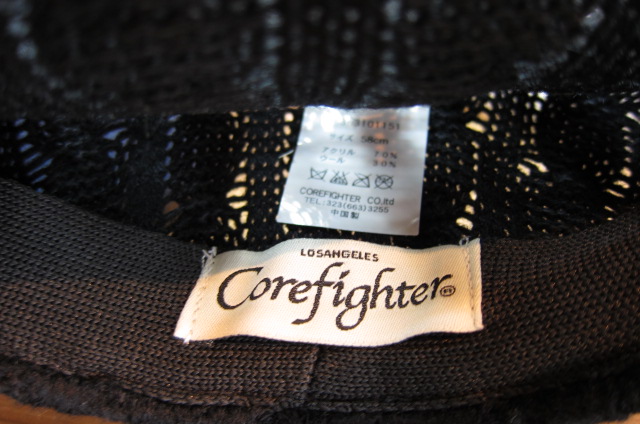 3101151
サイズ 58cm
アクリル 70%
ウール 30%
COREFIGHTER CO,ltd
TEL:323(663)3255
中国製
LOSANGELES
Corefighter®